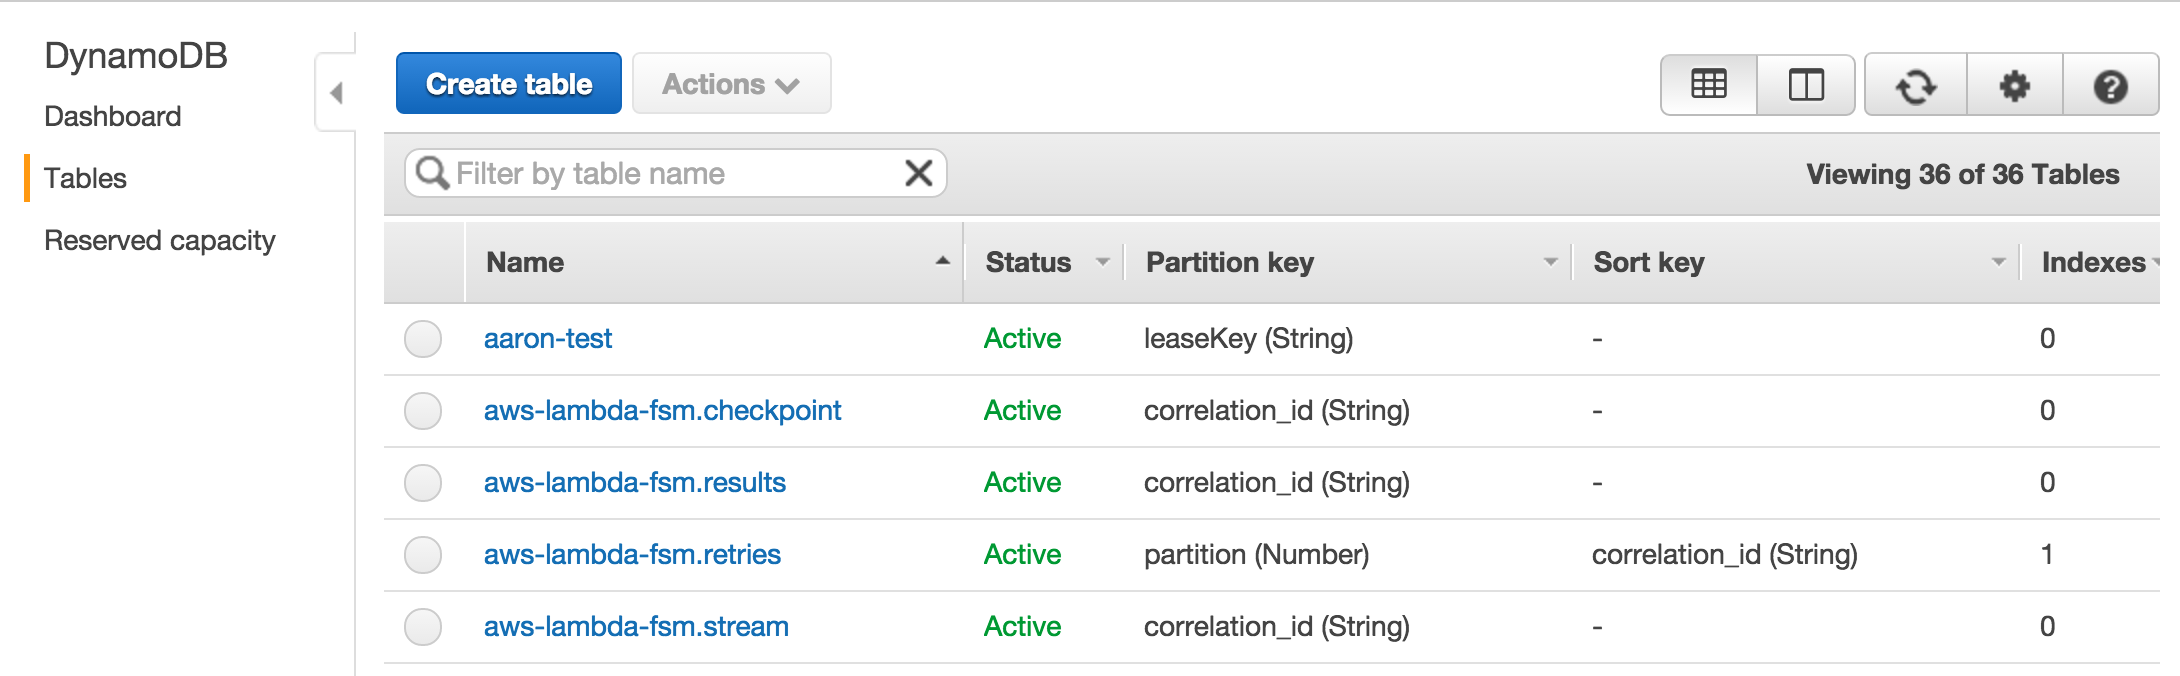 DynamoDB
Dashboard
Tables
Reserved capacity
Create table Actions
Filter by table name Viewing 36 of 36 Tables
Name Status Partition key Sort key Indexes
aaron-test Active leaseKey (String) - 0
aws-lambda-fsm.checkpoint Active correlation_id (String) - 0
aws-lambda-fsm.results Active correlation_id (String) - 0
aws-lambda-fsm.retries Active partition (Number) correlation_id (String) 1
aws-lambda-fsm.stream Active correlation_id (String) - 0